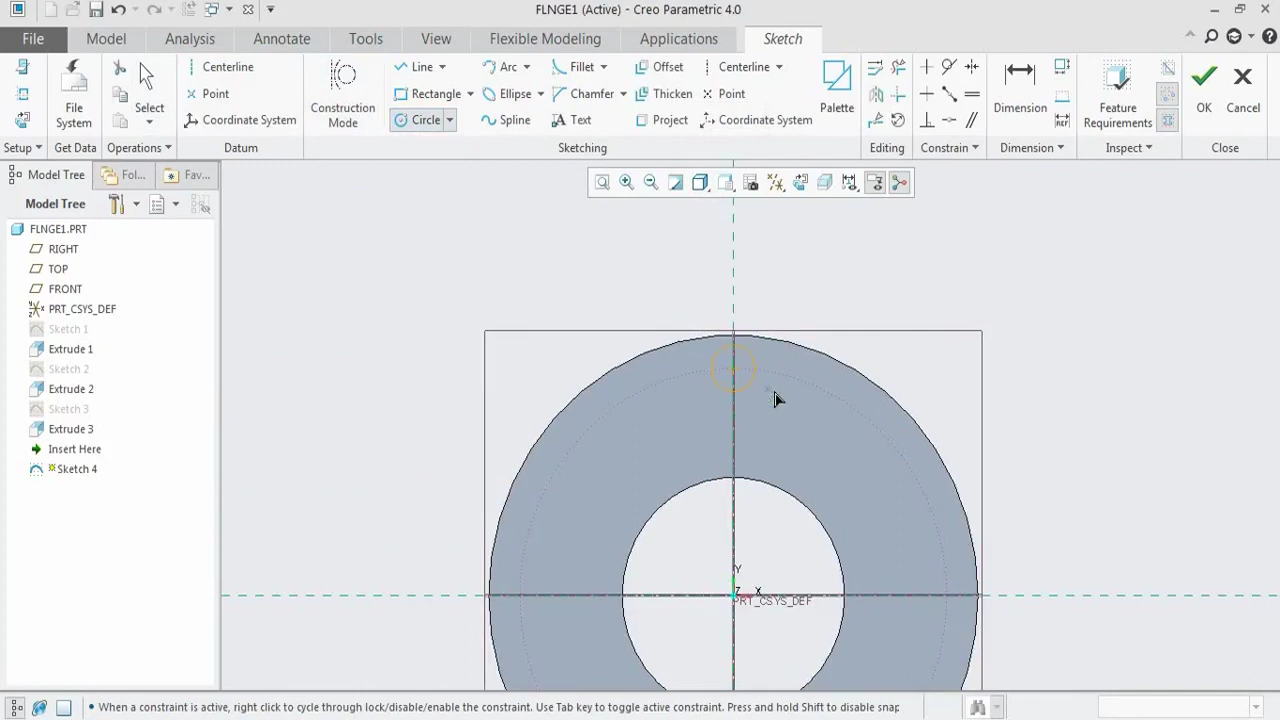 FLNGE1 (Active) - Creo Parametric 4.0
File Model Analysis Annotate Tools View Flexible Modeling Applications Sketch
Centerline Line Arc Fillet Offset Centerline
File System Select Point Construction Mode Rectangle Ellipse Chamfer Thicken Point Palette Dimension Feature Requirements OK Cancel
Coordinate System Circle Spline Text Project Coordinate System
Setup Get Data Operations Datum Sketching Editing Constrain Dimension Inspect Close
Model Tree Fol... Fav...
Model Tree
FLNGE1.PRT
RIGHT
TOP
FRONT
PRT_CSYS_DEF
Sketch 1
Extrude 1
Sketch 2
Extrude 2
Sketch 3
Extrude 3
Insert Here
Sketch 4
Y
Z X
PRT_CSYS_DEF
When a constraint is active, right click to cycle through lock/disable/enable the constraint. Use Tab key to toggle active constraint. Press and hold Shift to disable snap